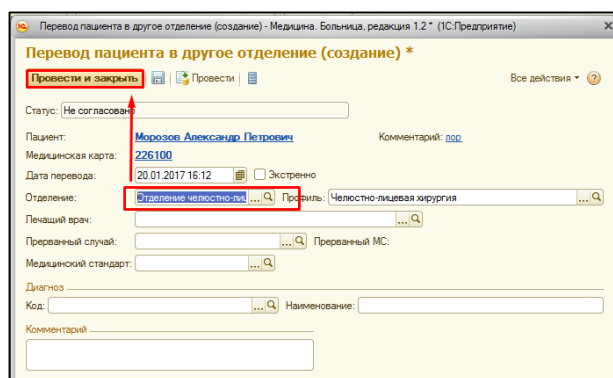 Перевод пациента в другое отделение (создание) - Медицина. Больница, редакция 1.2 * (1С:Предприятие)
Перевод пациента в другое отделение (создание) *
Провести и закрыть Провести Все действия
Статус: Не согласовано
Пациент: Морозов Александр Петрович Комментарий: лор
Медицинская карта: 226100
Дата перевода: 20.01.2017 16:12 Экстренно
Отделение: Отделение челюстно-лиц ... Профиль: Челюстно-лицевая хирургия ...
Лечащий врач: ...
Прерванный случай: ... Прерванный МС:
Медицинский стандарт: ...
Диагноз
Код: ... Наименование:
Комментарий